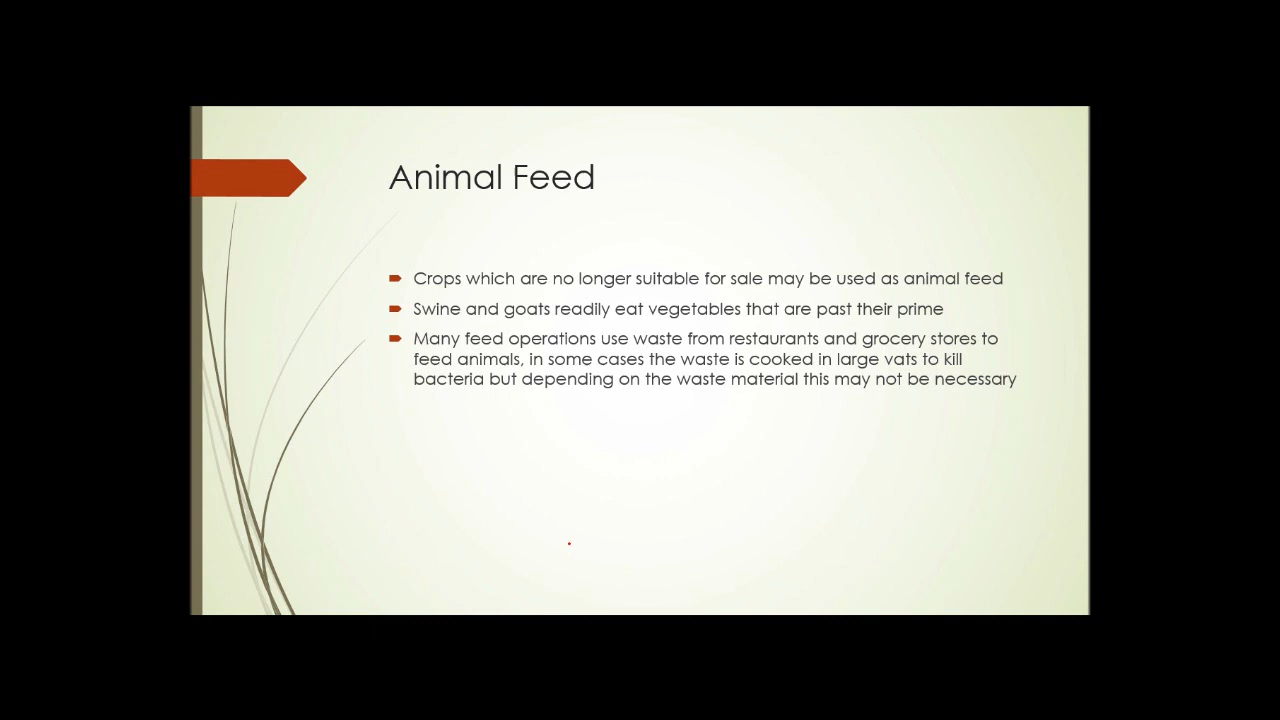 Animal Feed
Crops which are no longer suitable for sale may be used as animal feed
Swine and goats readily eat vegetables that are past their prime
Many feed operations use waste from restaurants and grocery stores to
feed animals, in some cases the waste is cooked in large vats to kill
bacteria but depending on the waste material this may not be necessary